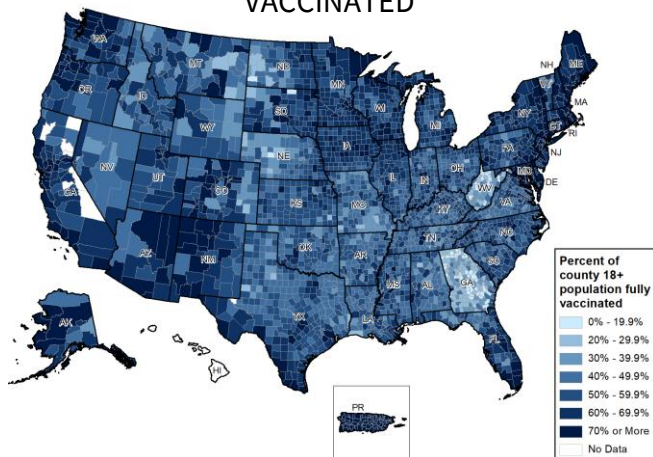 VACCINATED
WA
MT
ND
MN
ME
NH
VT
OR
ID
SD
WI
NY
MA
WY
MI
CT
RI
IA
PA
NJ
NV
NE
OH
IL
IN
MD
DE
UT
CO
WV
CA
KS
MO
VA
KY
NC
TN
AZ
NM
OK
AR
SC
MS
AL
GA
TX
LA
AK
FL
HI
PR
Percent of
county 18+
population fully
vaccinated
0% - 19.9%
20% - 29.9%
30% - 39.9%
40% - 49.9%
50% - 59.9%
60% - 69.9%
70% or More
No Data